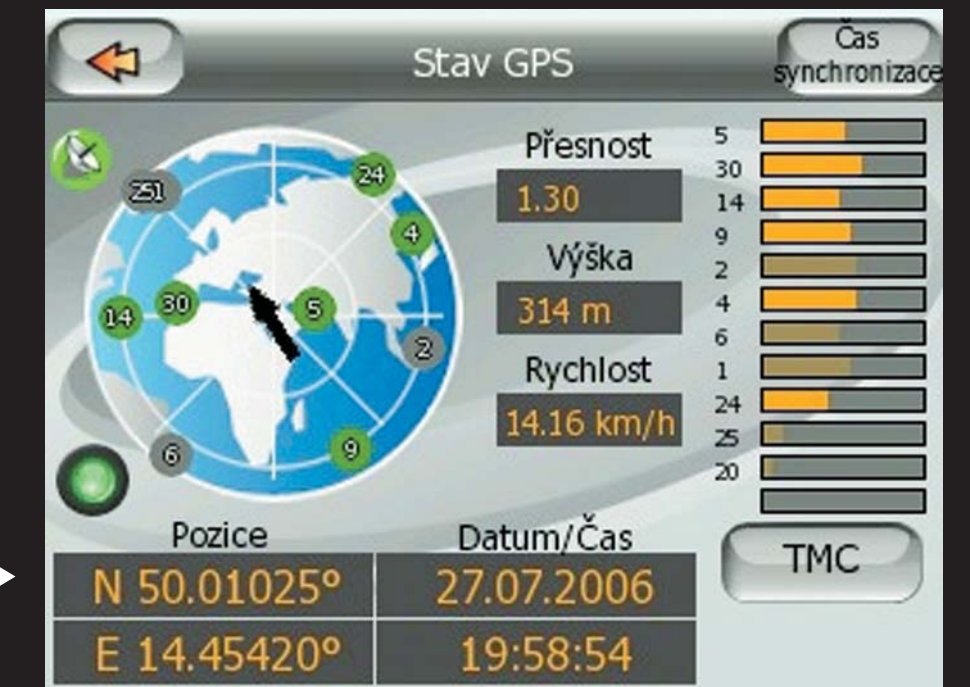 Stav GPS
Čas
synchronizace
Přesnost
1.30
Výška
314 m
Rychlost
14.16 km/h
24
4
14
30
5
2
6
9
5
30
14
9
2
4
6
1
24
25
20
Pozice
Datum/Čas
N 50.01025°
27.07.2006
E 14.45420°
19:58:54
TMC